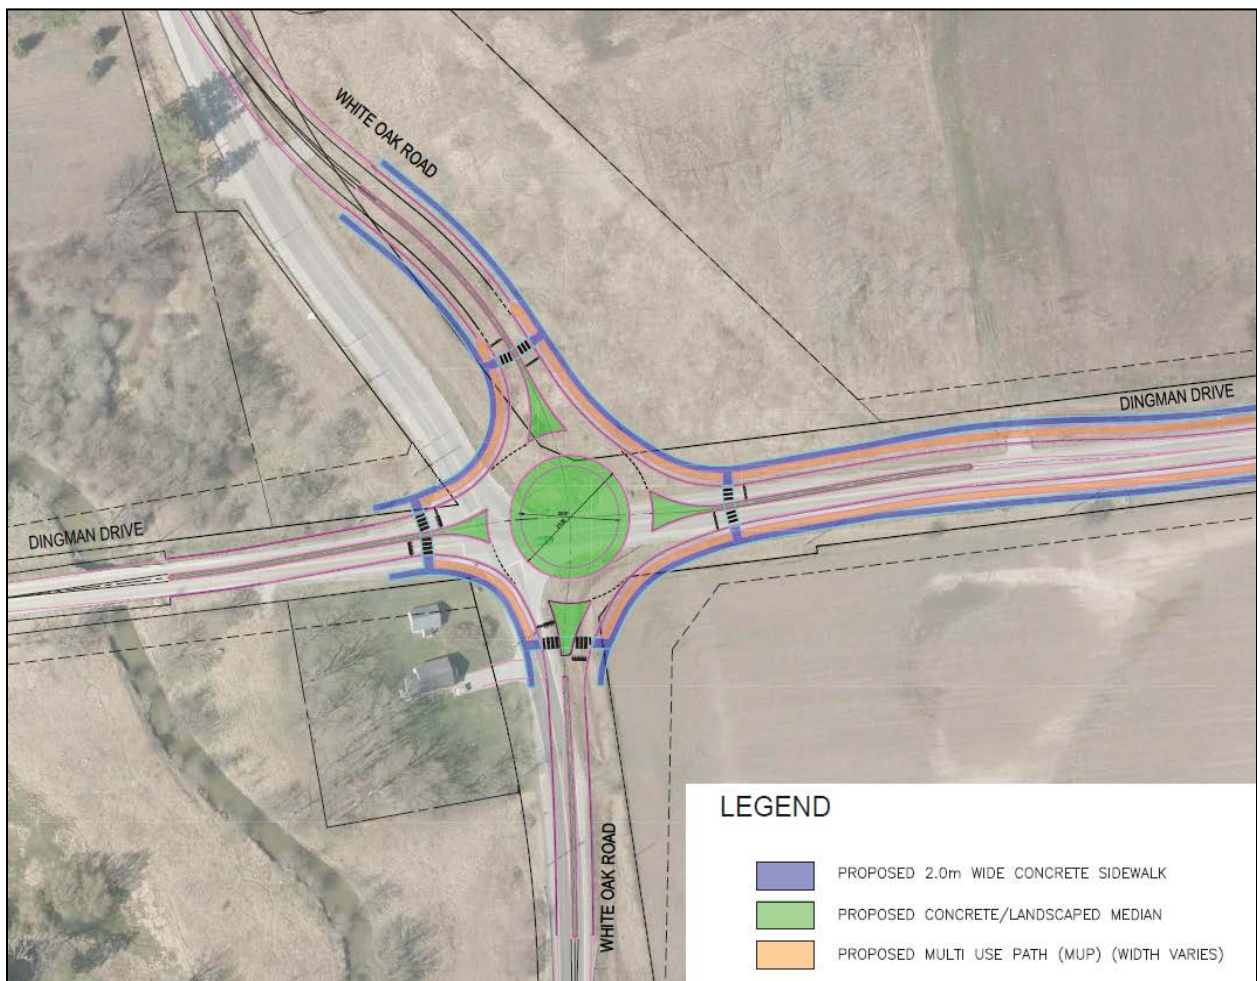 WHITE OAK ROAD
DINGMAN DRIVE
DINGMAN DRIVE
WHITE OAK ROAD
LEGEND
PROPOSED 2.0m WIDE CONCRETE SIDEWALK
PROPOSED CONCRETE/LANDSCAPED MEDIAN
PROPOSED MULTI USE PATH (MUP) (WIDTH VARIES)